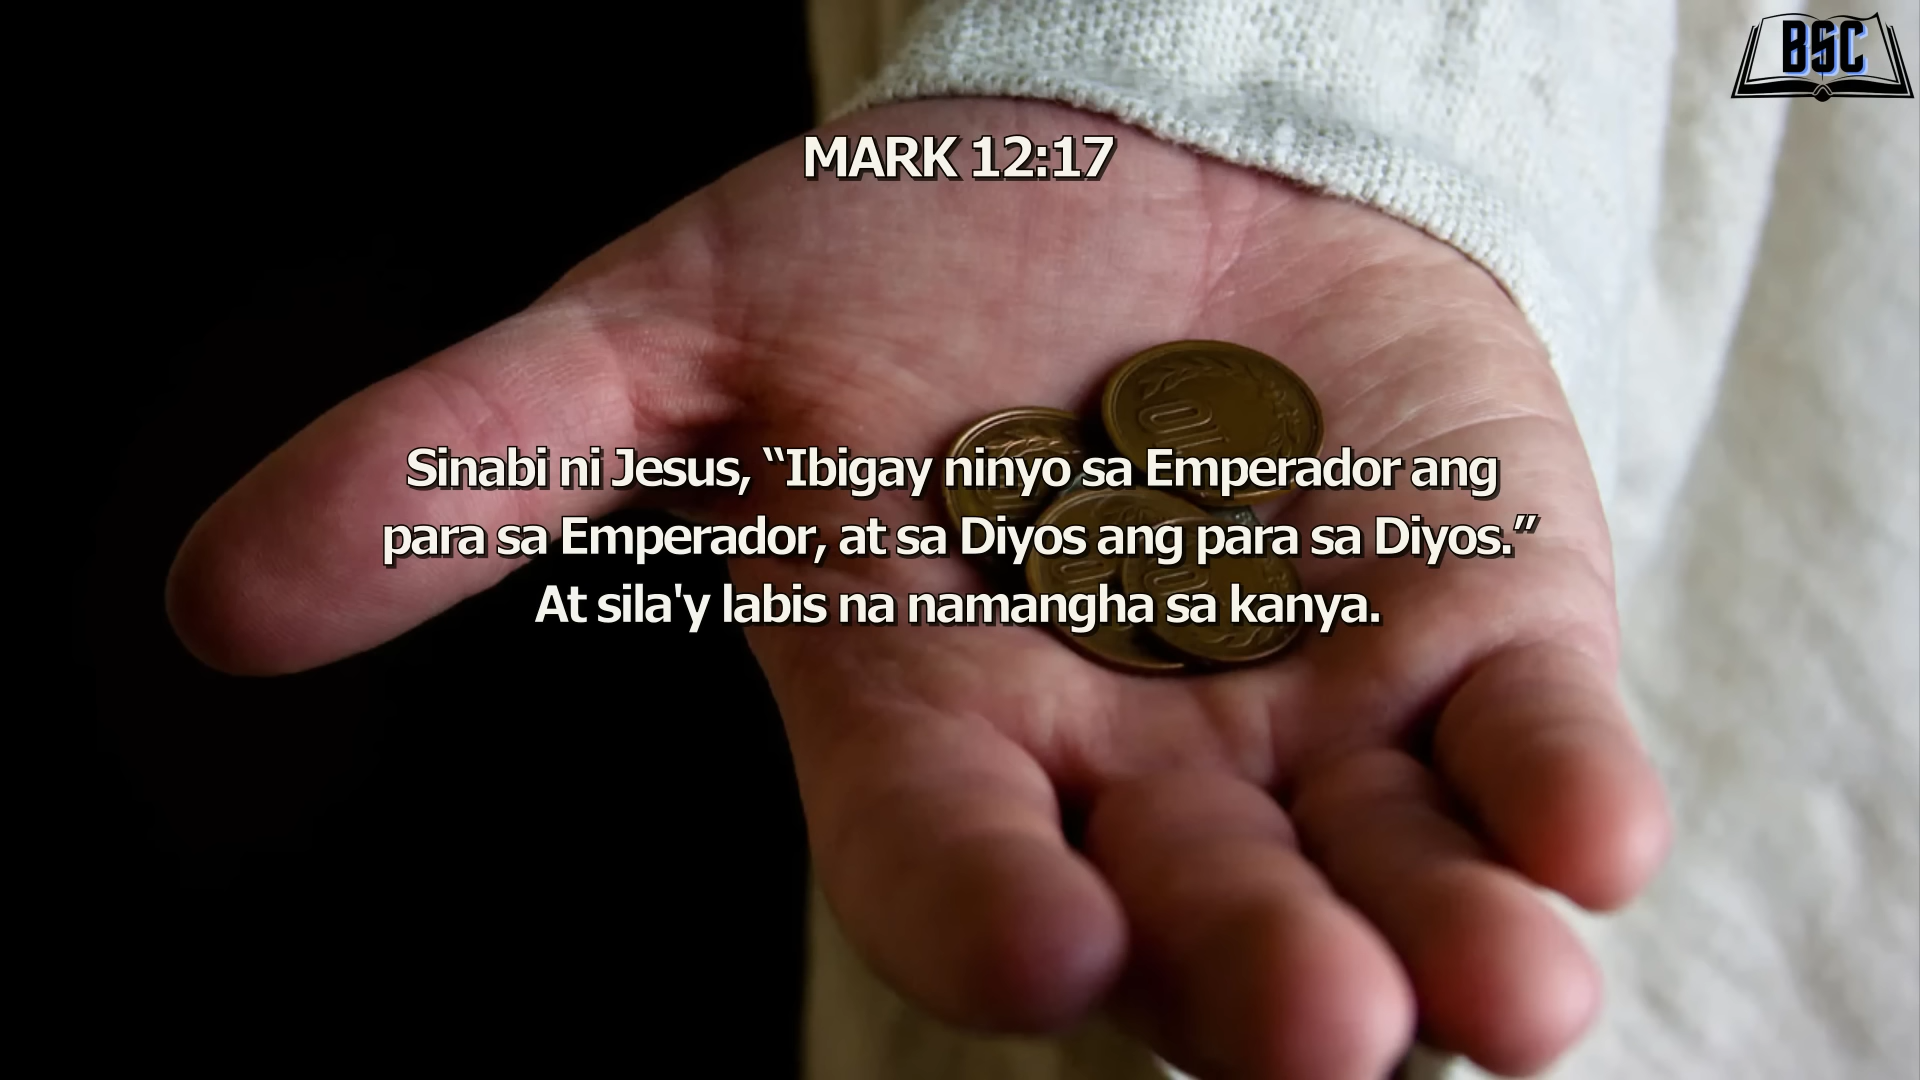 BSC
MARK 12:17
Sinabi ni Jesus, “Ibigay ninyo sa Emperador ang
para sa Emperador, at sa Diyos ang para sa Diyos.”
At sila'y labis na namangha sa kanya.
10